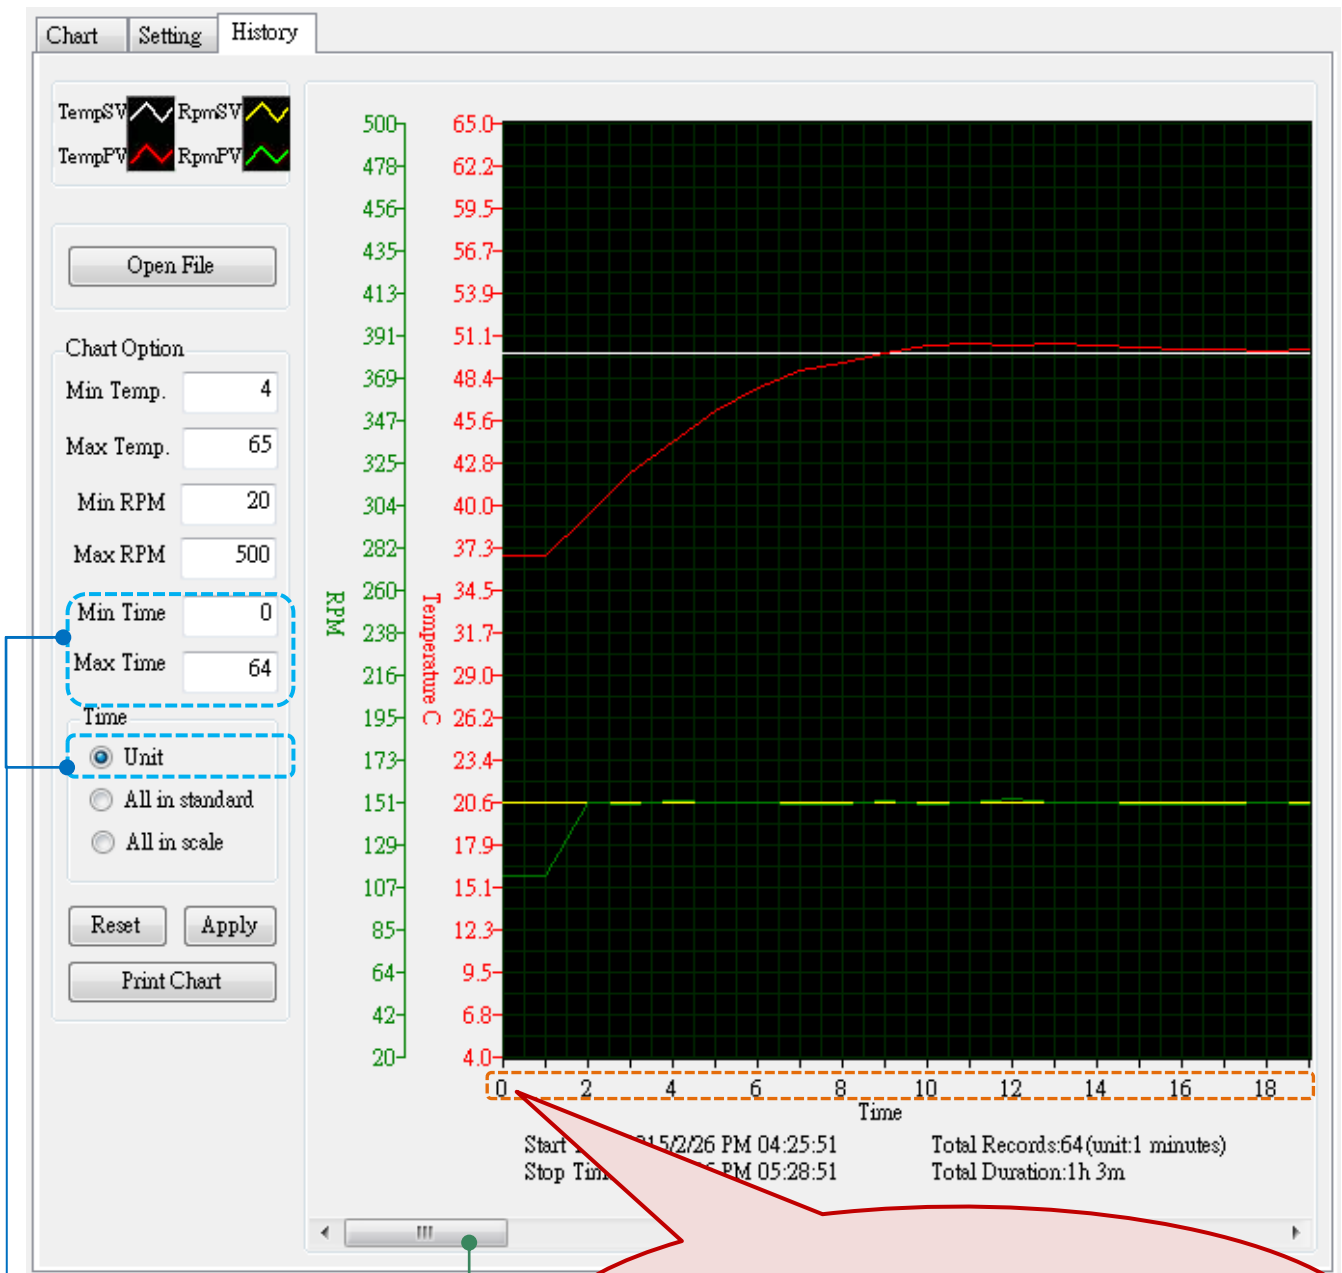 Chart Setting History
TempSV RpmSV
TempPV RpmPV
Open File
Chart Option
Min Temp. 4
Max Temp. 65
Min RPM 20
Max RPM 500
Min Time 0
Max Time 64
Time
Unit
All in standard
All in scale
Reset Apply
Print Chart
500 65.0
478 62.2
456 59.5
435 56.7
413 53.9
391 51.1
369 48.4
347 45.6
325 42.8
304 40.0
282 37.3
260 34.5
238 31.7
216 29.0
195 26.2
173 23.4
151 20.6
129 17.9
107 15.1
85 12.3
64 9.5
42 6.8
20 4.0
RPM
Temperature C
0 2 4 6 8 10 12 14 16 18
Time
Start 15/2/26 PM 04:25:51 Total Records:64(unit:1 minutes)
Stop PM 05:28:51 Total Duration:1h 3m